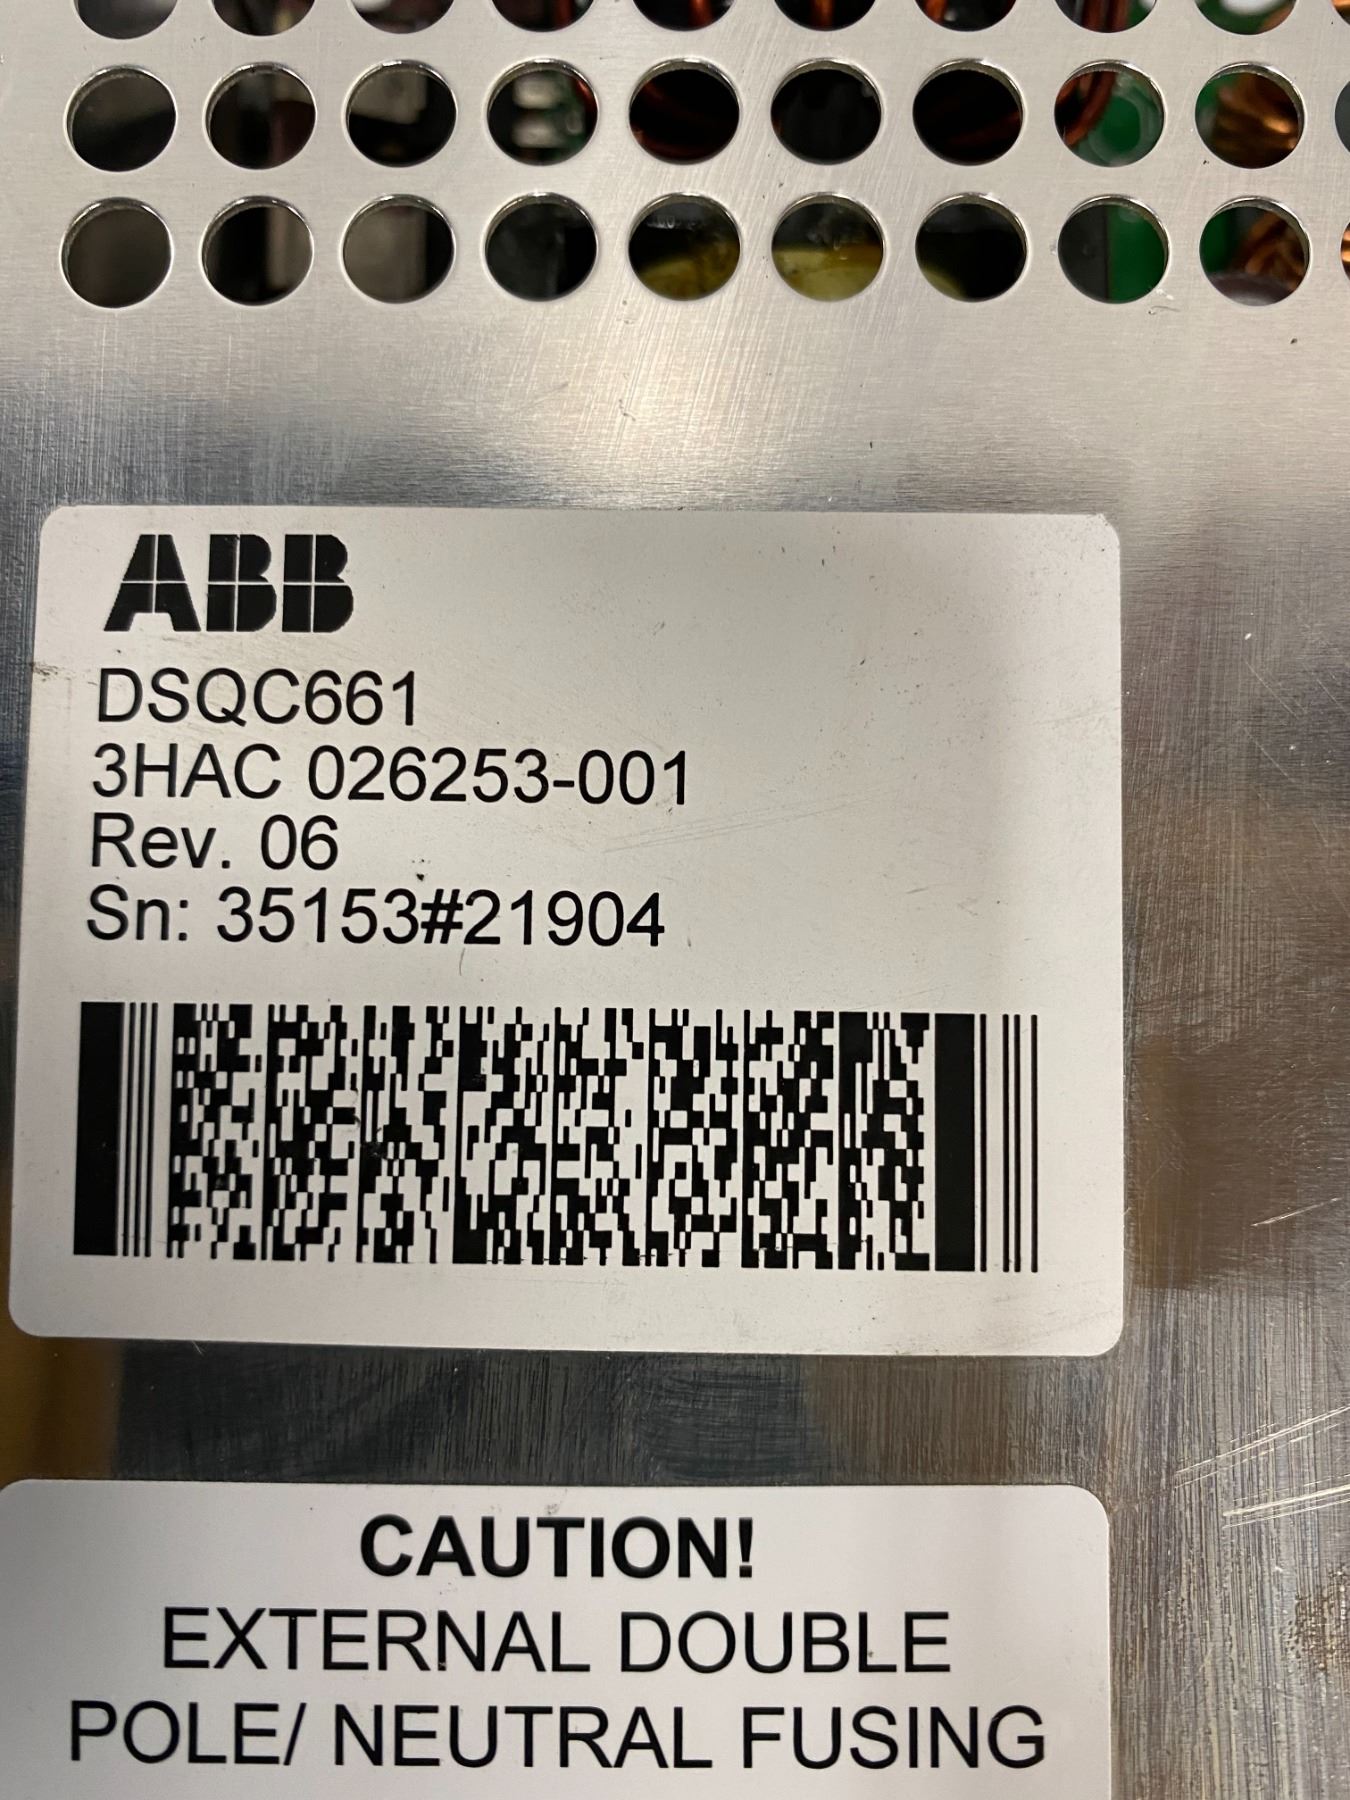 ABB
DSQC661
3HAC 026253-001
Rev. 06
Sn: 35153#21904
CAUTION!
EXTERNAL DOUBLE
POLE/ NEUTRAL FUSING